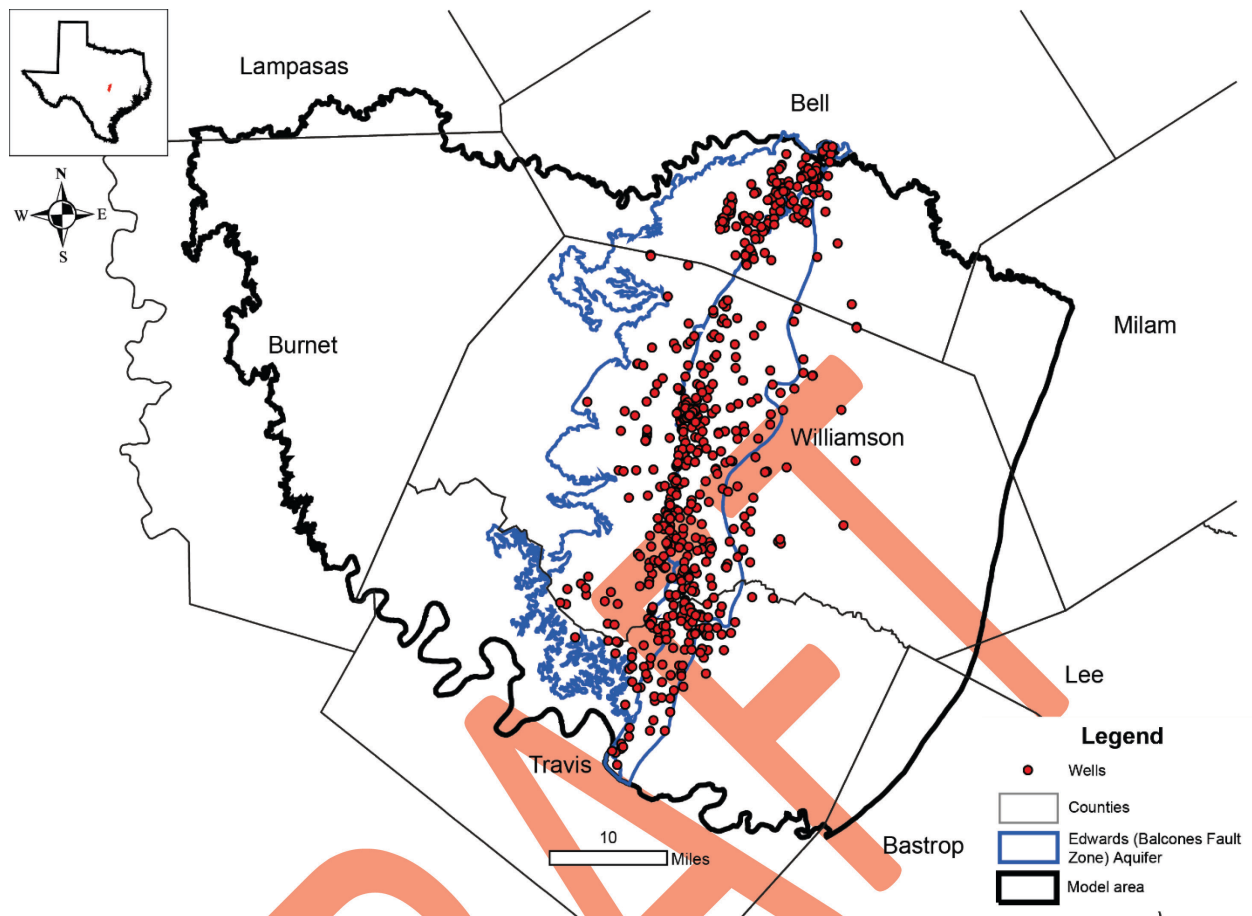 Lampasas
Bell
N
W E
S
Burnet
Milam
Williamson
Lee
Travis
Bastrop
10
Miles
Legend
Wells
Counties
Edwards (Balcones Fault
Zone) Aquifer
Model area
DRAFT